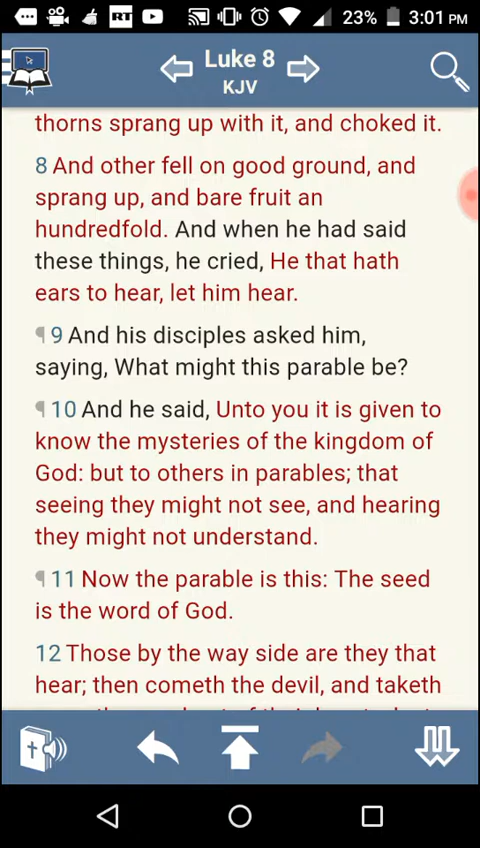 RT 23% 3:01 PM
Luke 8
KJV
thorns sprang up with it, and choked it.
8 And other fell on good ground, and
sprang up, and bare fruit an
hundredfold. And when he had said
these things, he cried, He that hath
ears to hear, let him hear.
¶ 9 And his disciples asked him,
saying, What might this parable be?
¶ 10 And he said, Unto you it is given to
know the mysteries of the kingdom of
God: but to others in parables; that
seeing they might not see, and hearing
they might not understand.
¶ 11 Now the parable is this: The seed
is the word of God.
12 Those by the way side are they that
hear; then cometh the devil, and taketh